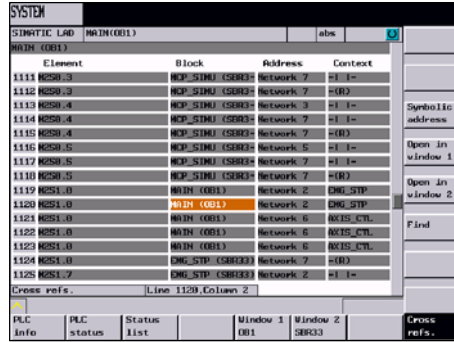 SYSTEM
SIMATIC LAD MAIN(OB1) abs
MAIN (OB1)
Element Block Address Context
1111 M250.3 MCP_SIMU (SBR3- Network 7 -| |-
1112 M250.3 MCP_SIMU (SBR3- Network 7 -(R)
1113 M250.4 MCP_SIMU (SBR3- Network 3 -| |-
1114 M250.4 MCP_SIMU (SBR3- Network 7 -| |-
1115 M250.4 MCP_SIMU (SBR3- Network 7 -(R)
1116 M250.5 MCP_SIMU (SBR3- Network 5 -| |-
1117 M250.5 MCP_SIMU (SBR3- Network 7 -| |-
1118 M250.5 MCP_SIMU (SBR3- Network 7 -(R)
1119 M251.0 MAIN (OB1) Network 2 EMG_STP
1120 M251.0 MAIN (OB1) Network 2 EMG_STP
1121 M251.0 MAIN (OB1) Network 6 AXIS_CTL
1122 M251.0 MAIN (OB1) Network 6 AXIS_CTL
1123 M251.0 MAIN (OB1) Network 6 AXIS_CTL
1124 M251.0 EMG_STP (SBR33) Network 7 -(R)
1125 M251.7 EMG_STP (SBR33) Network 2 -| |-
Cross refs. Line 1120,Column 2
Symbolic
address
Open in
window 1
Open in
window 2
Find
PLC info
PLC status
Status list
Window 1 OB1
Window 2 SBR33
Cross refs.